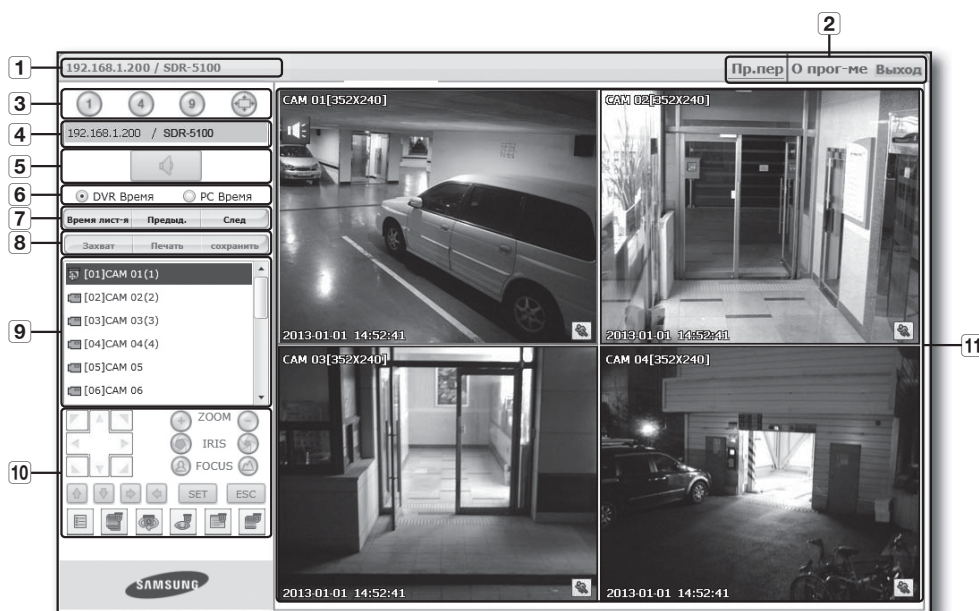 2
1
192.168.1.200 / SDR-5100
Пр.пер О прог-ме Выход
3
1 4 9
CAM 01[352X240]
CAM 02[352X240]
4
192.168.1.200 / SDR-5100
5
6
DVR Время PC Время
7
Время лист-я Предыд. След
8
Захват Печать сохранить
9
[01]CAM 01(1)
[02]CAM 02(2)
[03]CAM 03(3)
[04]CAM 04(4)
[05]CAM 05
[06]CAM 06
2013-01-01 14:52:41
2013-01-01 14:52:41
11
CAM 03[352X240]
CAM 04[352X240]
10
ZOOM
IRIS
FOCUS
SET ESC
SAMSUNG
2013-01-01 14:52:41
2013-01-01 14:52:41